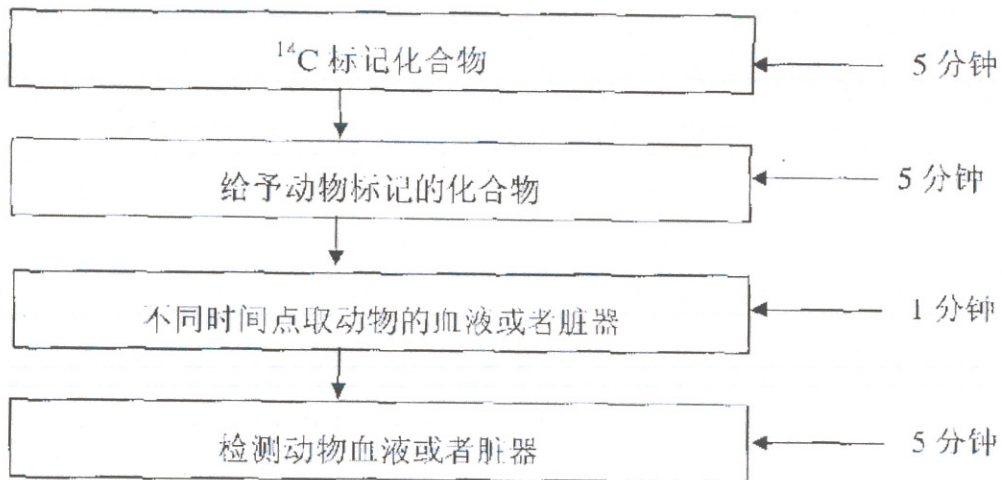 ¹⁴C 标记化合物 5 分钟
给予动物标记的化合物 5 分钟
不同时间点取动物的血液或者脏器 1 分钟
检测动物血液或者脏器 5 分钟